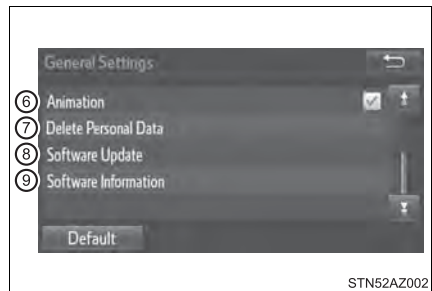 General Settings
⑥ Animation
⑦ Delete Personal Data
⑧ Software Update
⑨ Software Information
Default
STN52AZ002